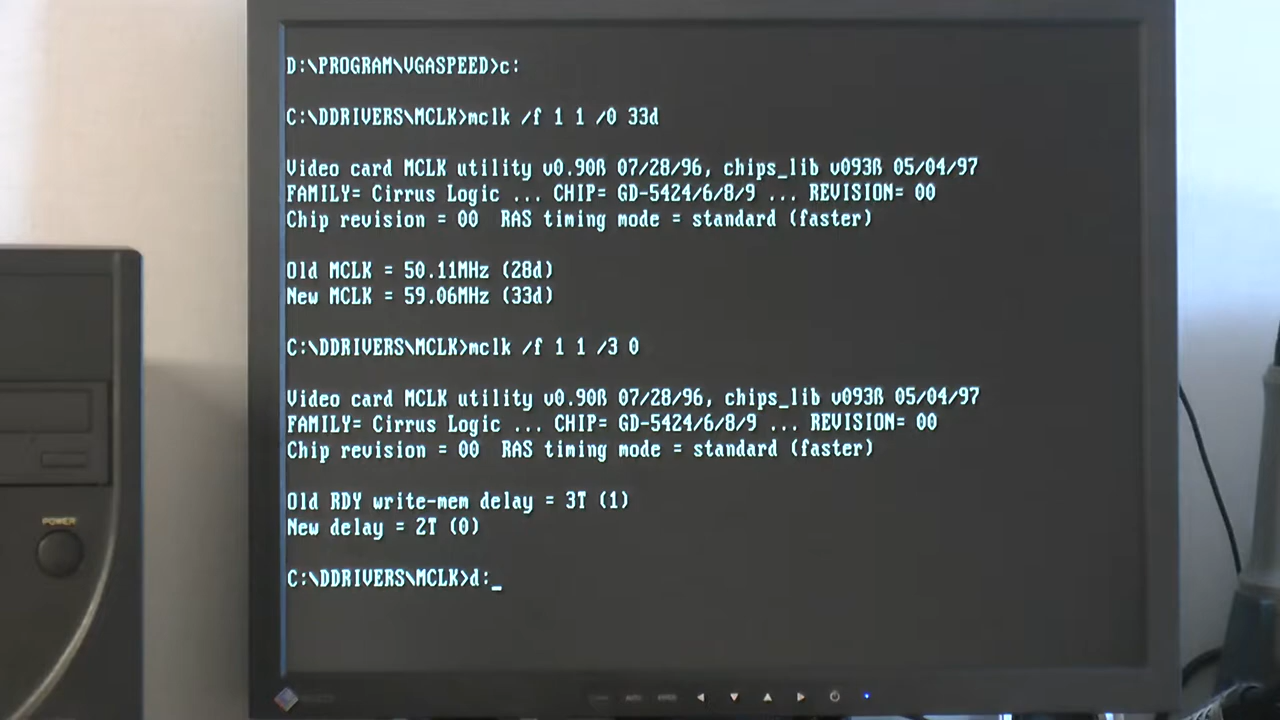 D:\PROGRAM\VGASPEED>c:
C:\DDRIVERS\MCLK>mclk /f 1 1 /0 33d
Video card MCLK utility v0.90ß 07/28/96, chips_lib v093ß 05/04/97
FAMILY= Cirrus Logic ... CHIP= GD-5424/6/8/9 ... REVISION= 00
Chip revision = 00  RAS timing mode = standard (faster)
Old MCLK = 50.11MHz (28d)
New MCLK = 59.06MHz (33d)
C:\DDRIVERS\MCLK>mclk /f 1 1 /3 0
Video card MCLK utility v0.90ß 07/28/96, chips_lib v093ß 05/04/97
FAMILY= Cirrus Logic ... CHIP= GD-5424/6/8/9 ... REVISION= 00
Chip revision = 00  RAS timing mode = standard (faster)
Old RDY write-mem delay = 3T (1)
New delay = 2T (0)
C:\DDRIVERS\MCLK>d:_
POWER